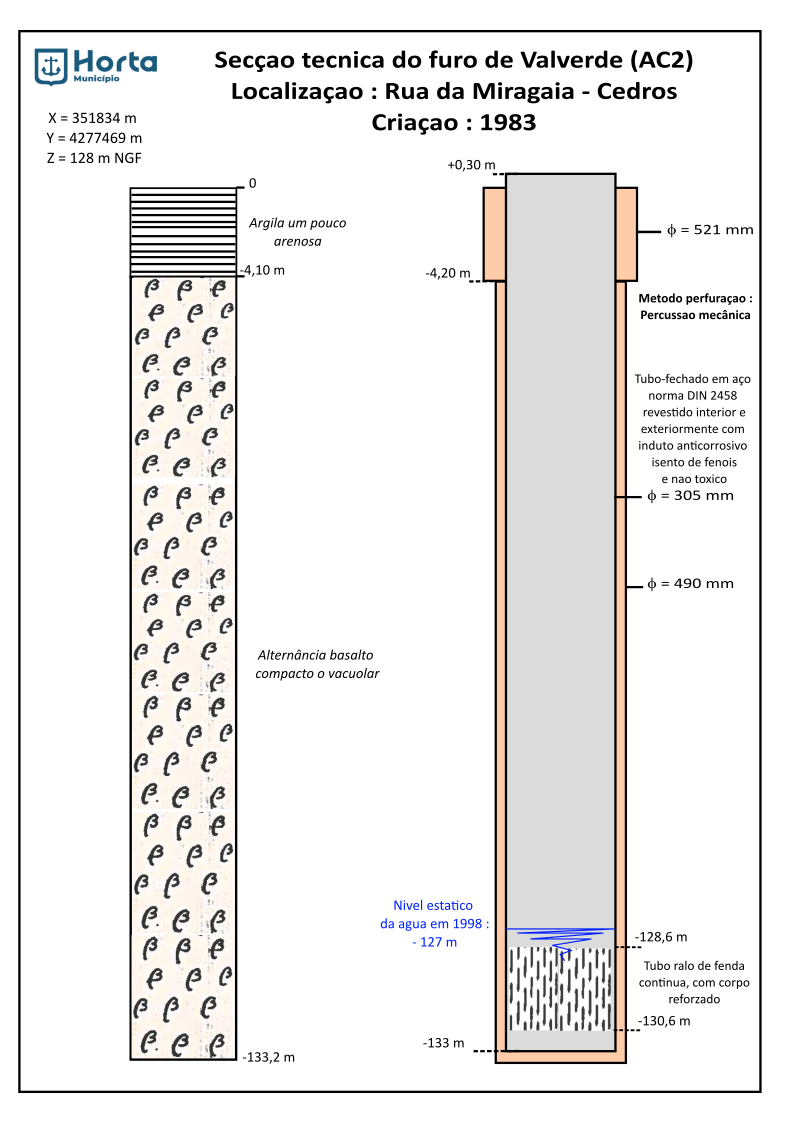 Horta
Município
Secçao tecnica do furo de Valverde (AC2)
Localizaçao : Rua da Miragaia - Cedros
Criaçao : 1983
X = 351834 m
Y = 4277469 m
Z = 128 m NGF
0
Argila um pouco
arenosa
-4,10 m
Alternância basalto
compacto o vacuolar
-133,2 m
+0,30 m
ϕ = 521 mm
-4,20 m
Metodo perfuraçao :
Percussao mecânica
Tubo-fechado em aço
norma DIN 2458
revestido interior e
exteriormente com
induto anticorrosivo
isento de fenois
e nao toxico
ϕ = 305 mm
ϕ = 490 mm
Nivel estatico
da agua em 1998 :
- 127 m
-128,6 m
Tubo ralo de fenda
continua, com corpo
reforzado
-130,6 m
-133 m